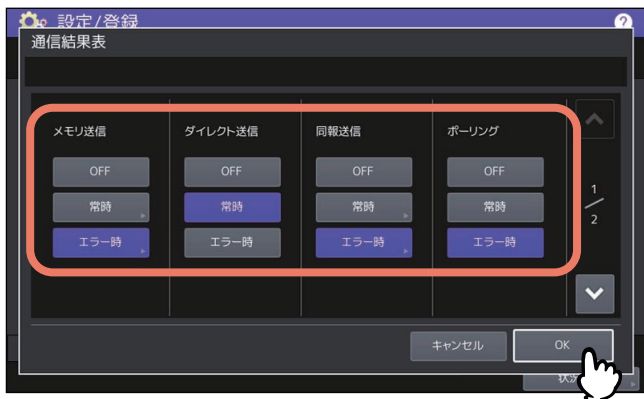 設定/登録
?
通信結果表
メモリ送信 ダイレクト送信 同報送信 ポーリング
OFF OFF OFF OFF
常時 常時 常時 常時
エラー時 エラー時 エラー時 エラー時
1/2
キャンセル OK
状況